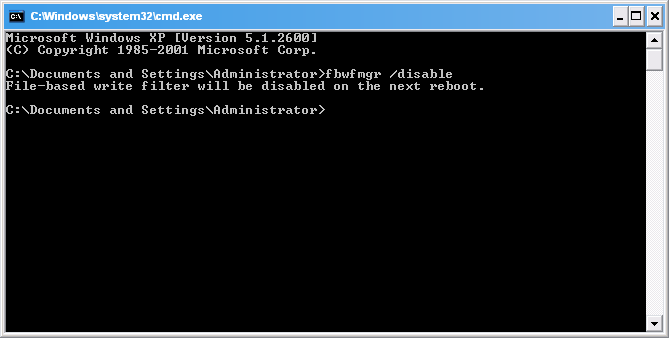 C:\Windows\system32\cmd.exe
Microsoft Windows XP [Version 5.1.2600]
(C) Copyright 1985-2001 Microsoft Corp.
C:\Documents and Settings\Administrator>fbwfmgr /disable
File-based write filter will be disabled on the next reboot.
C:\Documents and Settings\Administrator>